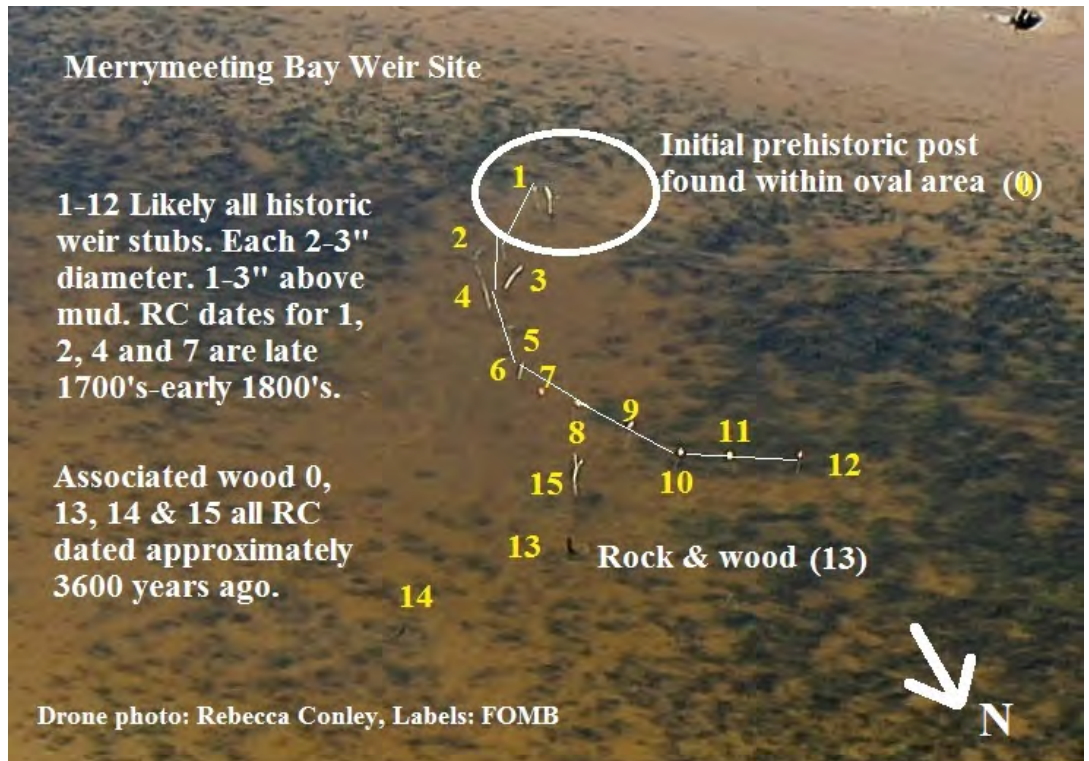 Merrymeeting Bay Weir Site
Initial prehistoric post
found within oval area (0)
1
1-12 Likely all historic
weir stubs. Each 2-3"
diameter. 1-3" above
mud. RC dates for 1,
2, 4 and 7 are late
1700's-early 1800's.
2
3
4
5
6
7
8
9
10
11
12
15
Associated wood 0,
13, 14 & 15 all RC
dated approximately
3600 years ago.
13
Rock & wood (13)
14
Drone photo: Rebecca Conley, Labels: FOMB
N